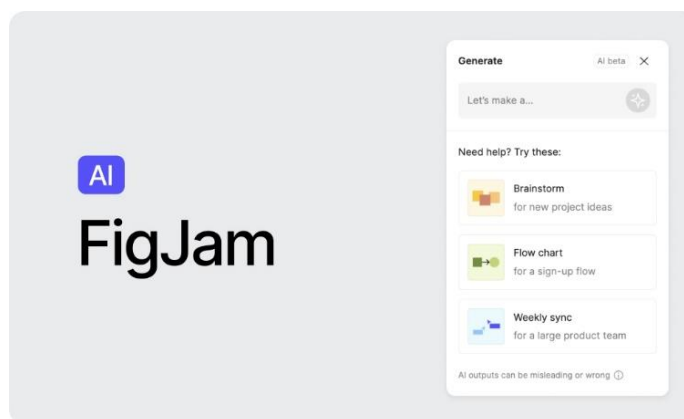 AI
FigJam
Generate
AI beta
Let's make a...
Need help? Try these:
Brainstorm
for new project ideas
Flow chart
for a sign-up flow
Weekly sync
for a large product team
AI outputs can be misleading or wrong